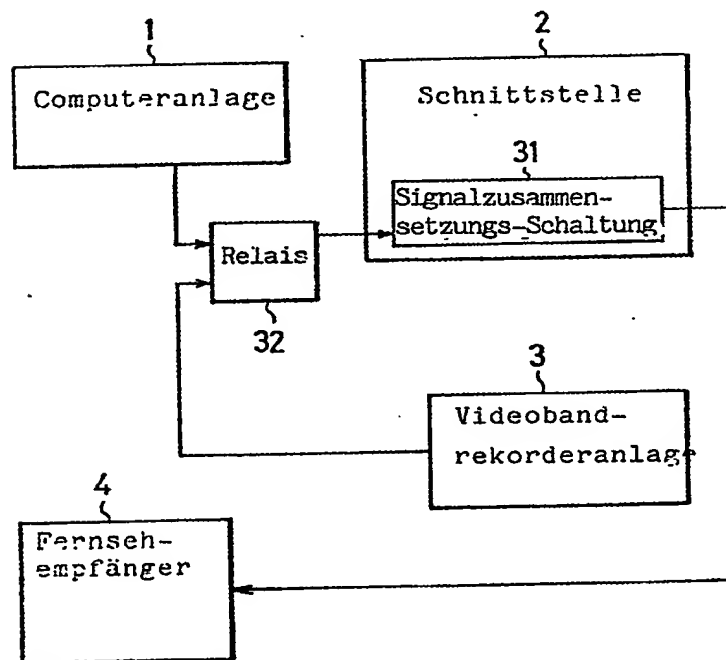 1
Computeranlage
2
Schnittstelle
31
Signalzusammen-
setzungs-Schaltung
Relais
32
3
Videoband-
rekorderanlage
4
Fernseh-
empfänger